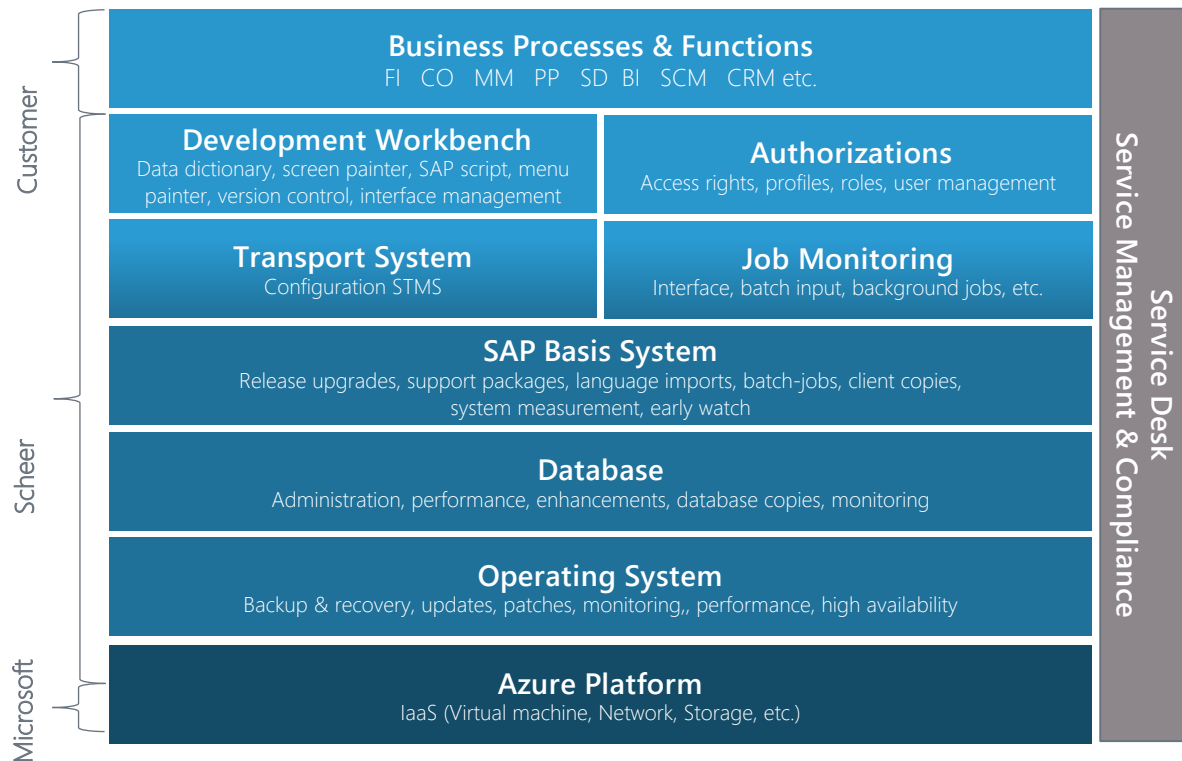 Business Processes & Functions
FI CO MM PP SD BI SCM CRM etc.
Development Workbench
Data dictionary, screen painter, SAP script, menu
painter, version control, interface management
Authorizations
Access rights, profiles, roles, user management
Transport System
Configuration STMS
Job Monitoring
Interface, batch input, background jobs, etc.
SAP Basis System
Release upgrades, support packages, language imports, batch-jobs, client copies,
system measurement, early watch
Database
Administration, performance, enhancements, database copies, monitoring
Operating System
Backup & recovery, updates, patches, monitoring,, performance, high availability
Azure Platform
IaaS (Virtual machine, Network, Storage, etc.)
Customer
Scheer
Microsoft
Service Desk
Service Management & Compliance